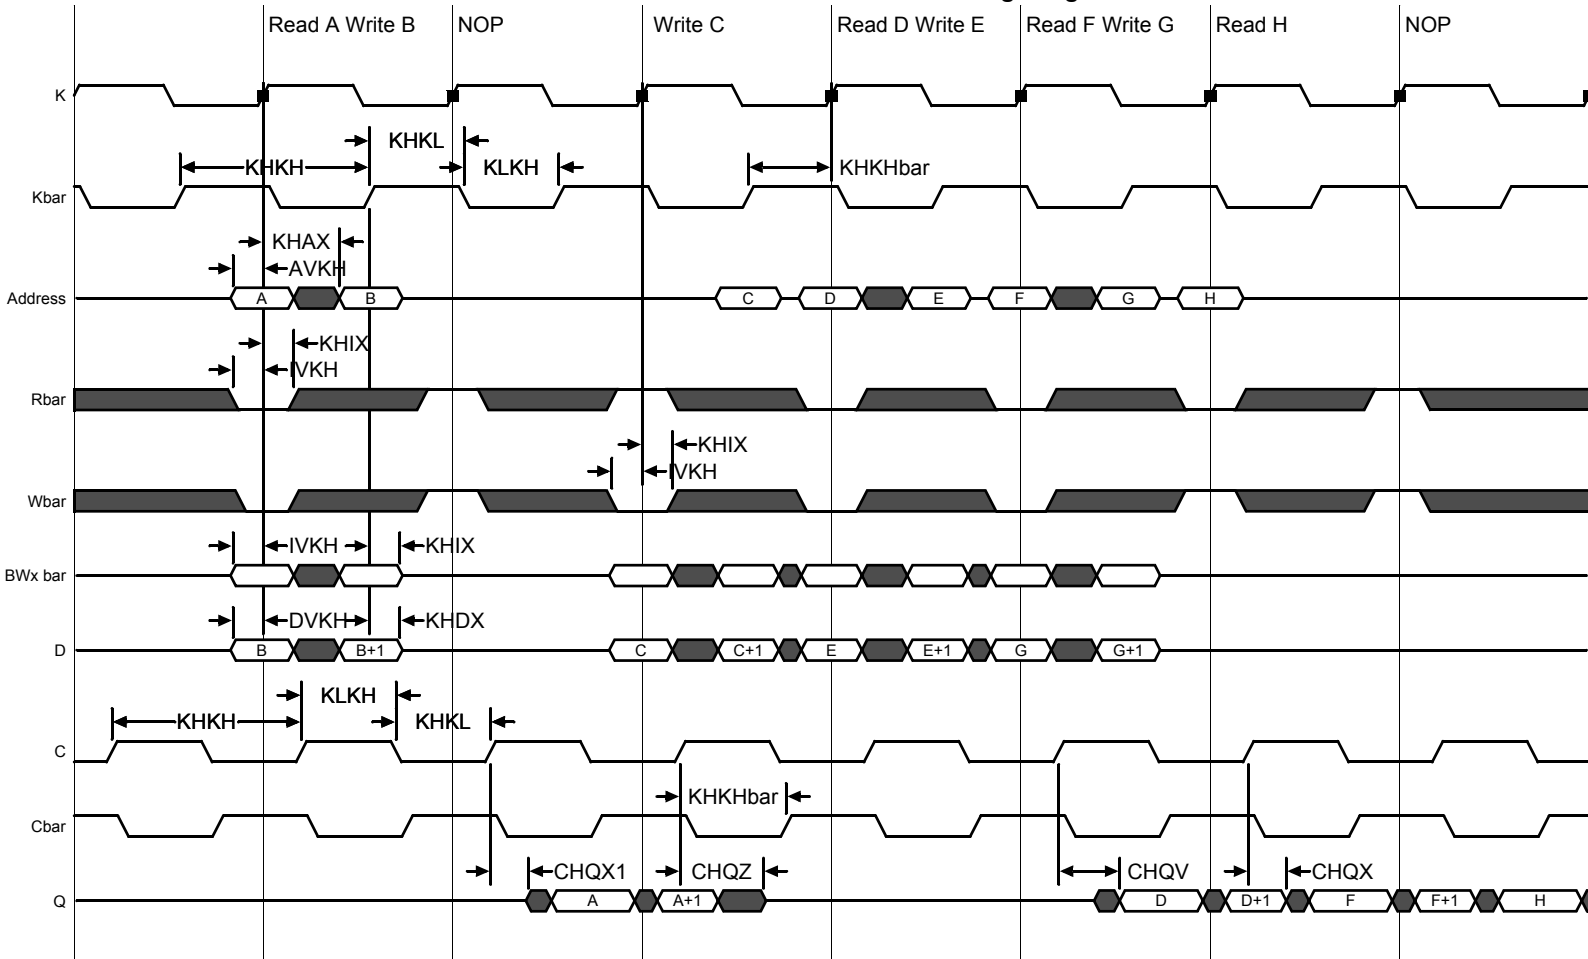 Read A Write B NOP Write C Read D Write E Read F Write G Read H NOP
K
KHKL
KHKH KLKH KHKHbar
Kbar
KHAX
AVKH
Address A B C D E F G H
KHIX
IVKH
Rbar
KHIX
IVKH
Wbar
IVKH KHIX
BWx bar
DVKH KHDX
D B B+1 C C+1 E E+1 G G+1
KLKH
KHKH KHKL
C
KHKHbar
Cbar
CHQX1 CHQZ CHQV CHQX
Q A A+1 D D+1 F F+1 H